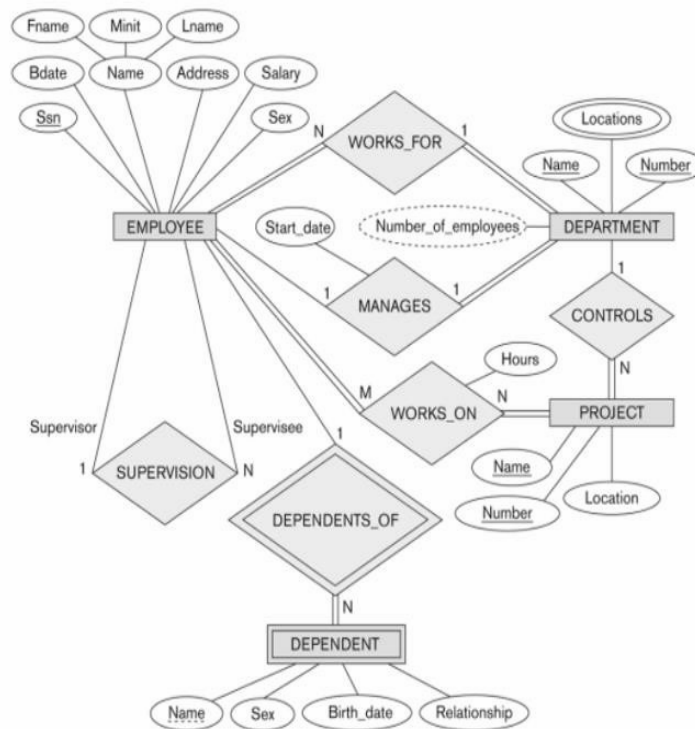 Fname Minit Lname
Bdate Name Address Salary
Ssn Sex
N WORKS_FOR 1
Locations
Name Number
EMPLOYEE
Start_date
Number_of_employees
DEPARTMENT
1 MANAGES 1
1
CONTROLS
N
Hours
M WORKS_ON N
PROJECT
Supervisor Supervisee
1 SUPERVISION N
Name
Number
Location
1
DEPENDENTS_OF
N
DEPENDENT
Name Sex Birth_date Relationship